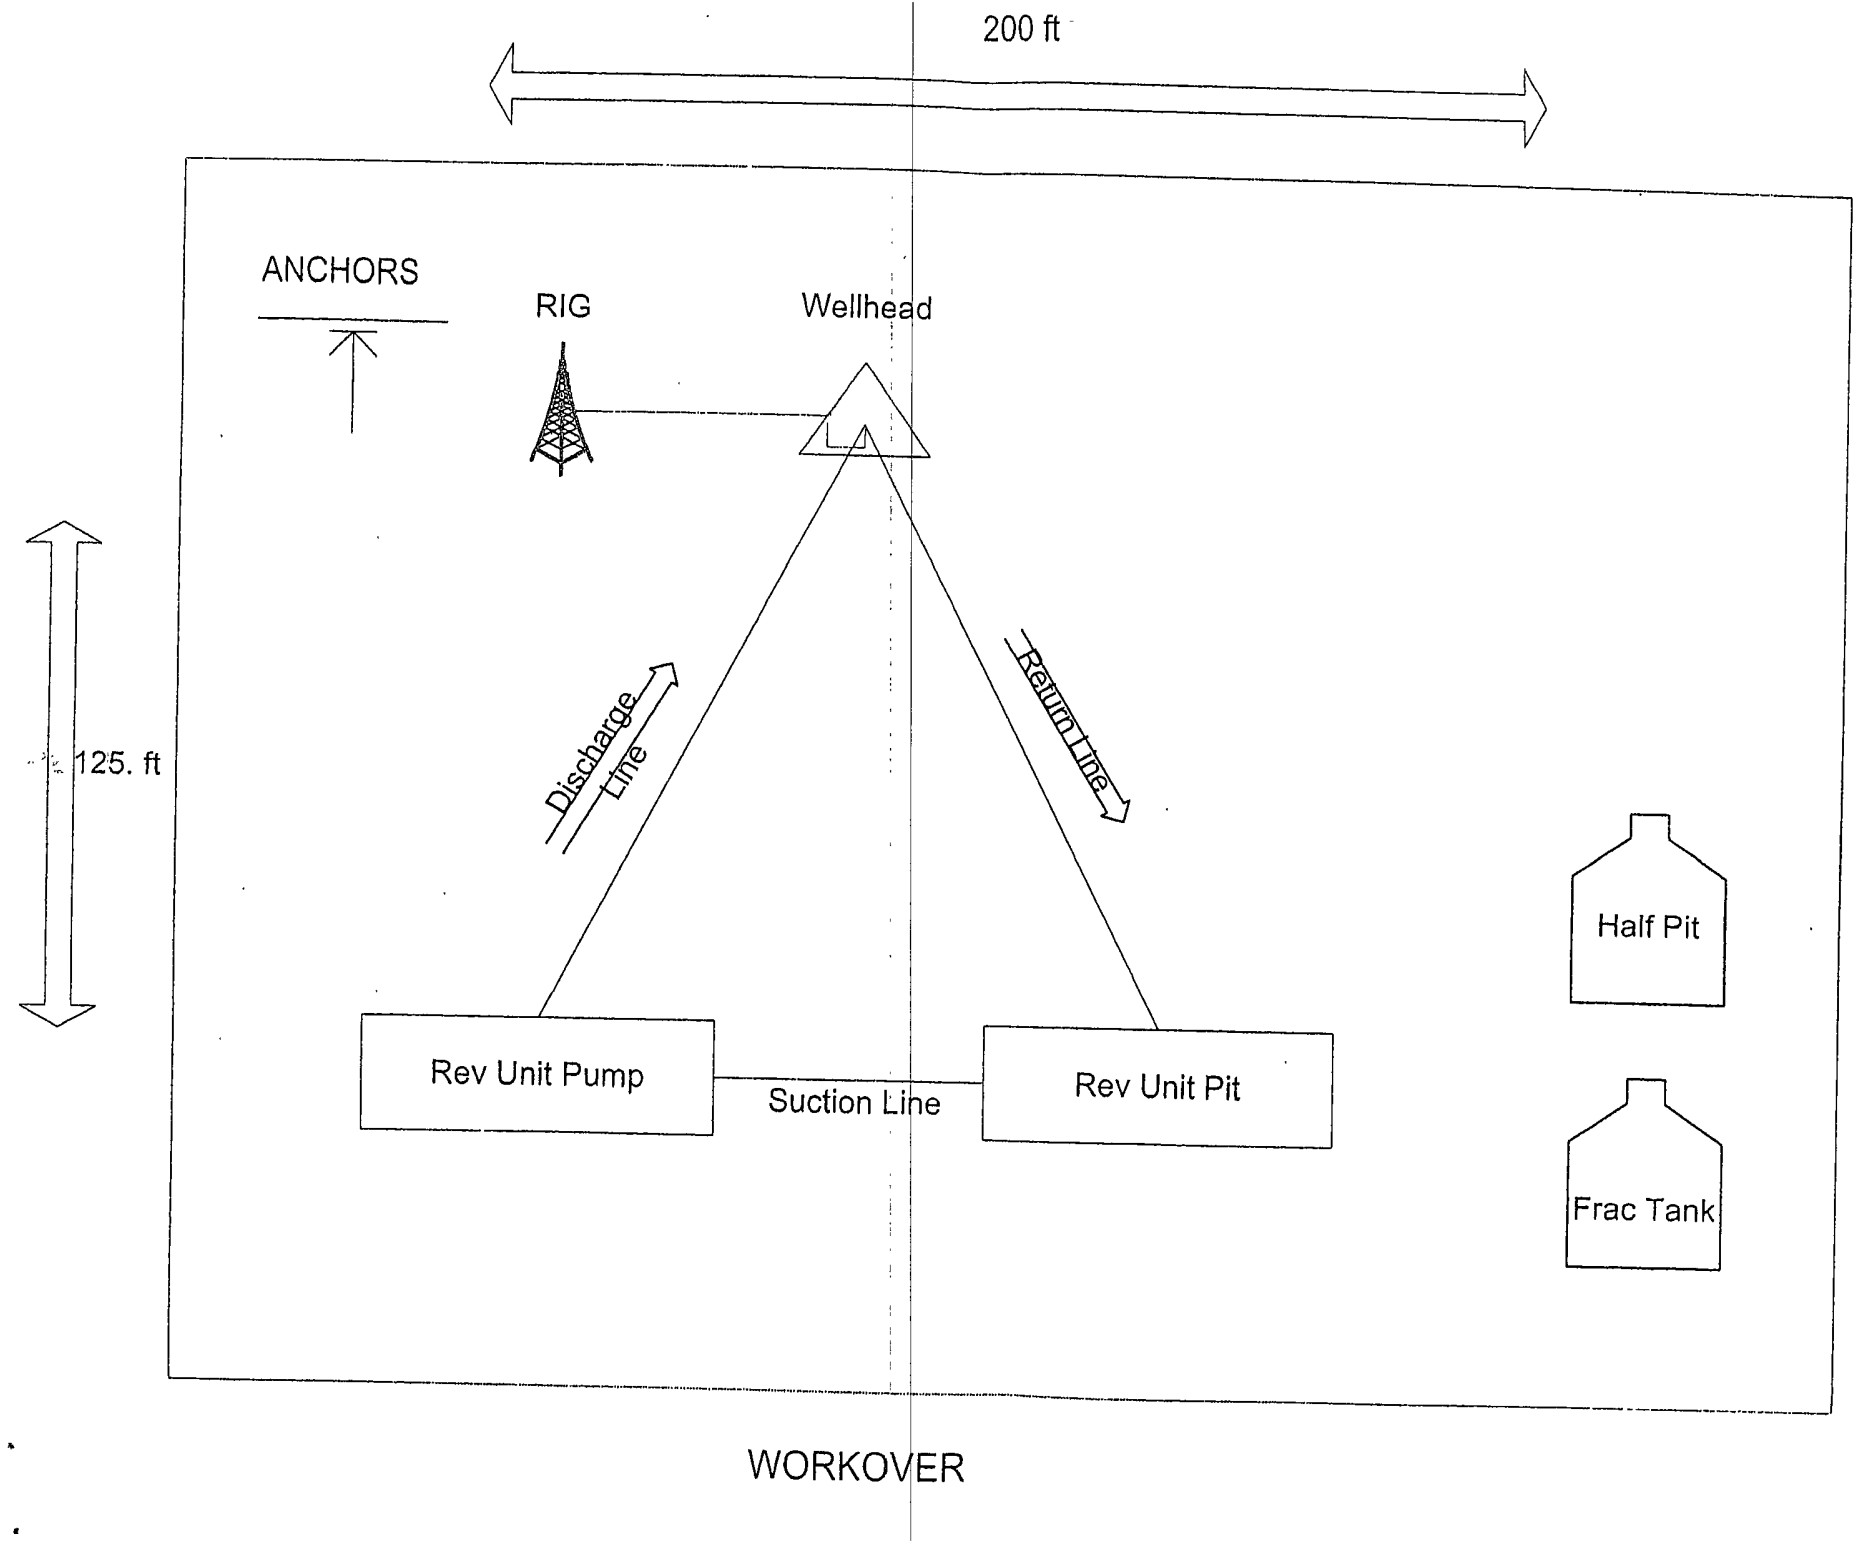 200 ft
ANCHORS
RIG
Wellhead
125. ft
Discharge
Line
Return Line
Half Pit
Rev Unit Pump
Suction Line
Rev Unit Pit
Frac Tank
WORKOVER